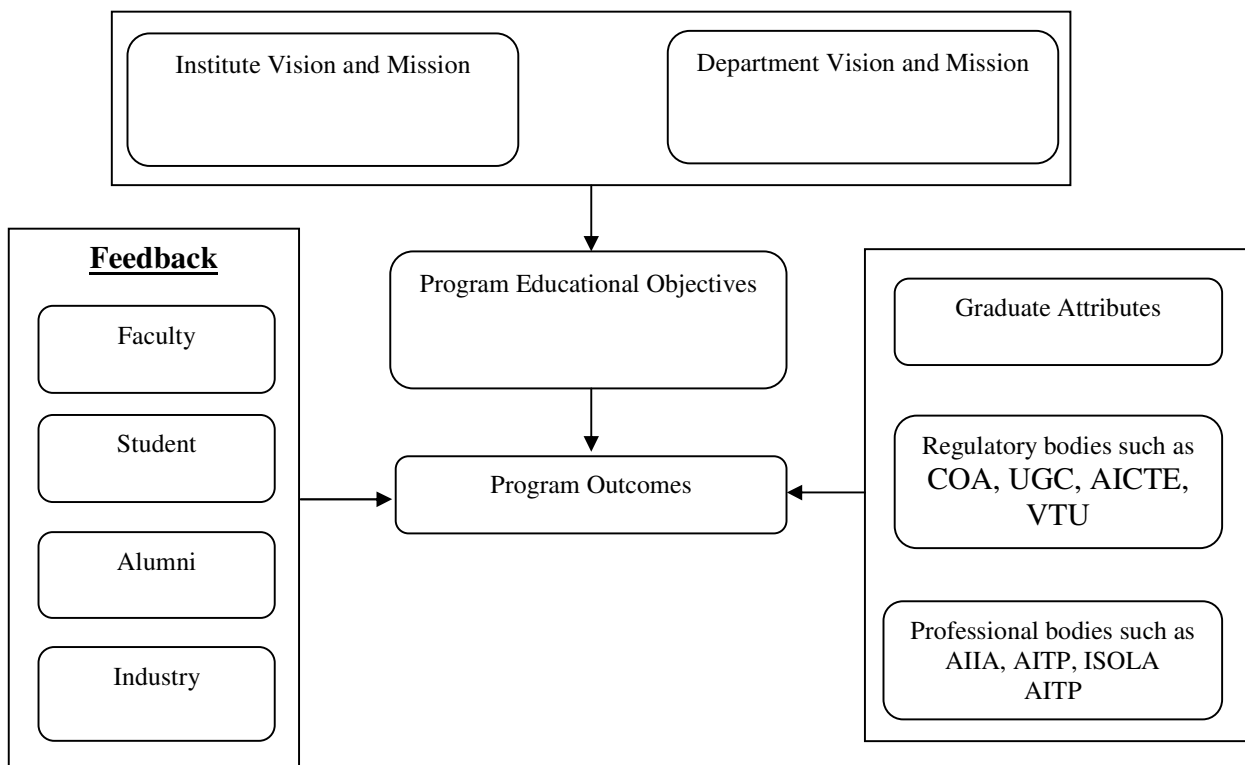 Institute Vision and Mission
Department Vision and Mission
Feedback
Faculty
Student
Alumni
Industry
Program Educational Objectives
Program Outcomes
Graduate Attributes
Regulatory bodies such as
COA, UGC, AICTE,
VTU
Professional bodies such as
AIIA, AITP, ISOLA
AITP